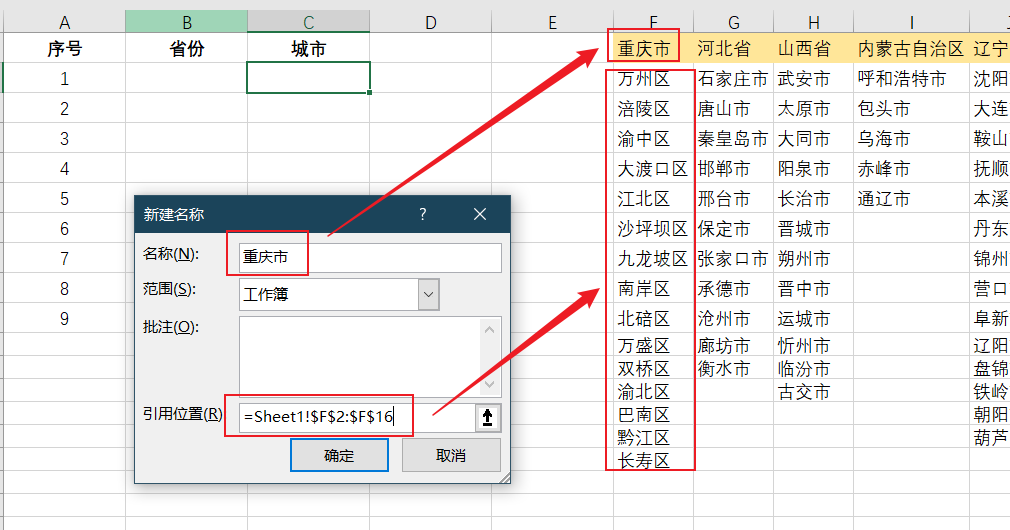 A B C D E F G H I
序号 省份 城市 重庆市 河北省 山西省 内蒙古自治区 辽宁
1 万州区 石家庄市 武安市 呼和浩特市 沈阳
2 涪陵区 唐山市 太原市 包头市 大连
3 渝中区 秦皇岛市 大同市 乌海市 鞍山
4 大渡口区 邯郸市 阳泉市 赤峰市 抚顺
5 江北区 邢台市 长治市 通辽市 本溪
6 沙坪坝区 保定市 晋城市 丹东
7 九龙坡区 张家口市 朔州市 锦州
8 南岸区 承德市 晋中市 营口
9 北碚区 沧州市 运城市 阜新
万盛区 廊坊市 忻州市 辽阳
双桥区 衡水市 临汾市 盘锦
渝北区 古交市 铁岭
巴南区 朝阳
黔江区 葫芦
长寿区
新建名称 ?
名称(N): 重庆市
范围(S): 工作簿
批注(O):
引用位置(R) =Sheet1!$F$2:$F$16
确定 取消